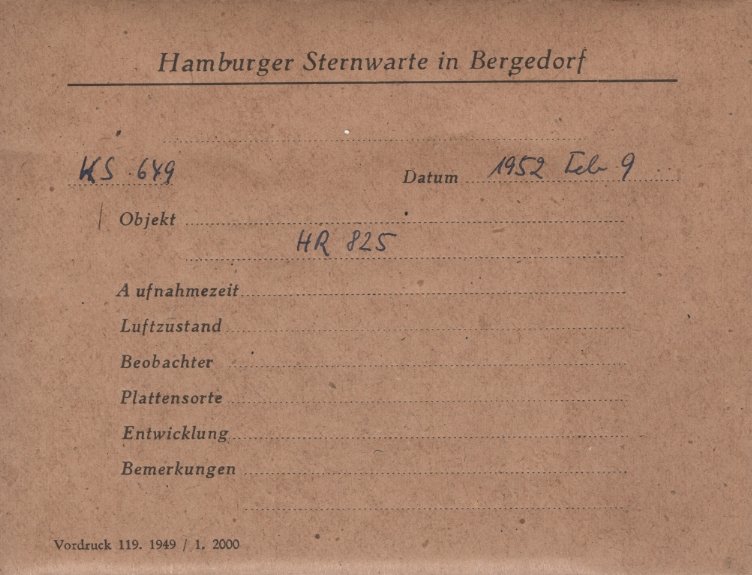 Hamburger Sternwarte in Bergedorf
KS 649 Datum 1952 Feb 9
Objekt
HR 825
Aufnahmezeit
Luftzustand
Beobachter
Plattensorte
Entwicklung
Bemerkungen
Vordruck 119. 1949 / 1. 2000